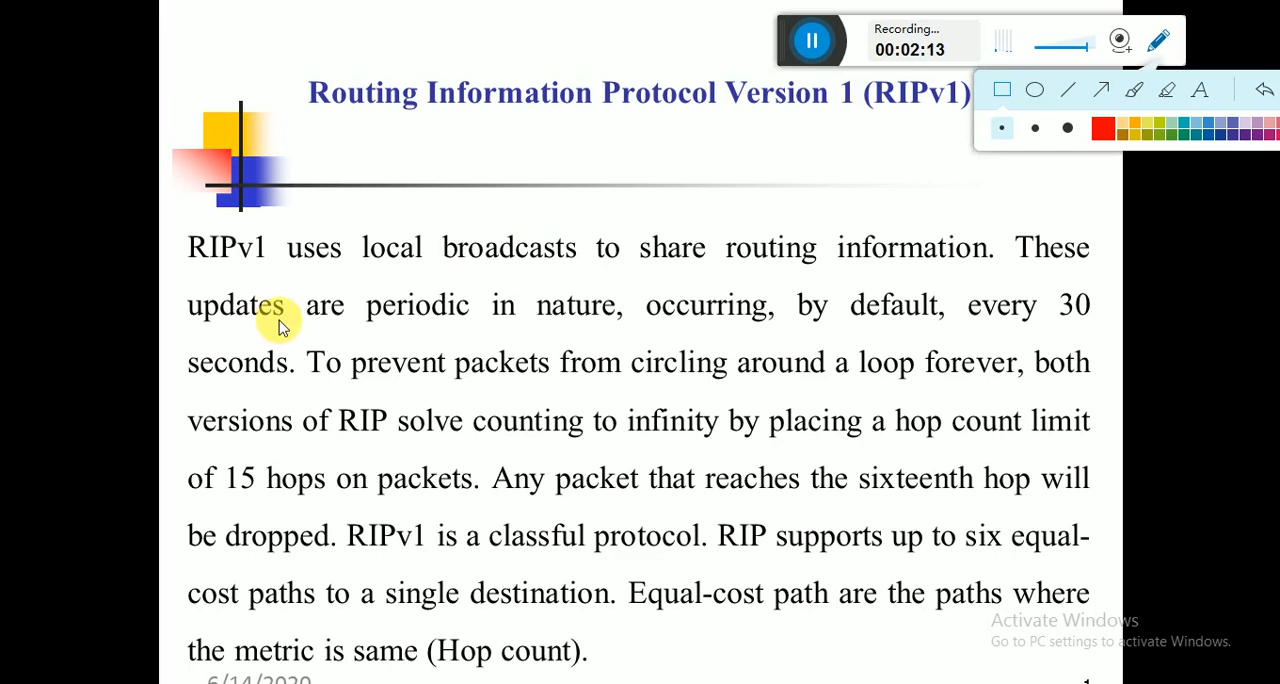 Recording...
00:02:13
Routing Information Protocol Version 1 (RIPv1)
A
RIPv1 uses local broadcasts to share routing information. These
updates are periodic in nature, occurring, by default, every 30
seconds. To prevent packets from circling around a loop forever, both
versions of RIP solve counting to infinity by placing a hop count limit
of 15 hops on packets. Any packet that reaches the sixteenth hop will
be dropped. RIPv1 is a classful protocol. RIP supports up to six equal-
cost paths to a single destination. Equal-cost path are the paths where
the metric is same (Hop count).
Activate Windows
Go to PC settings to activate Windows.
6/14/2020
1